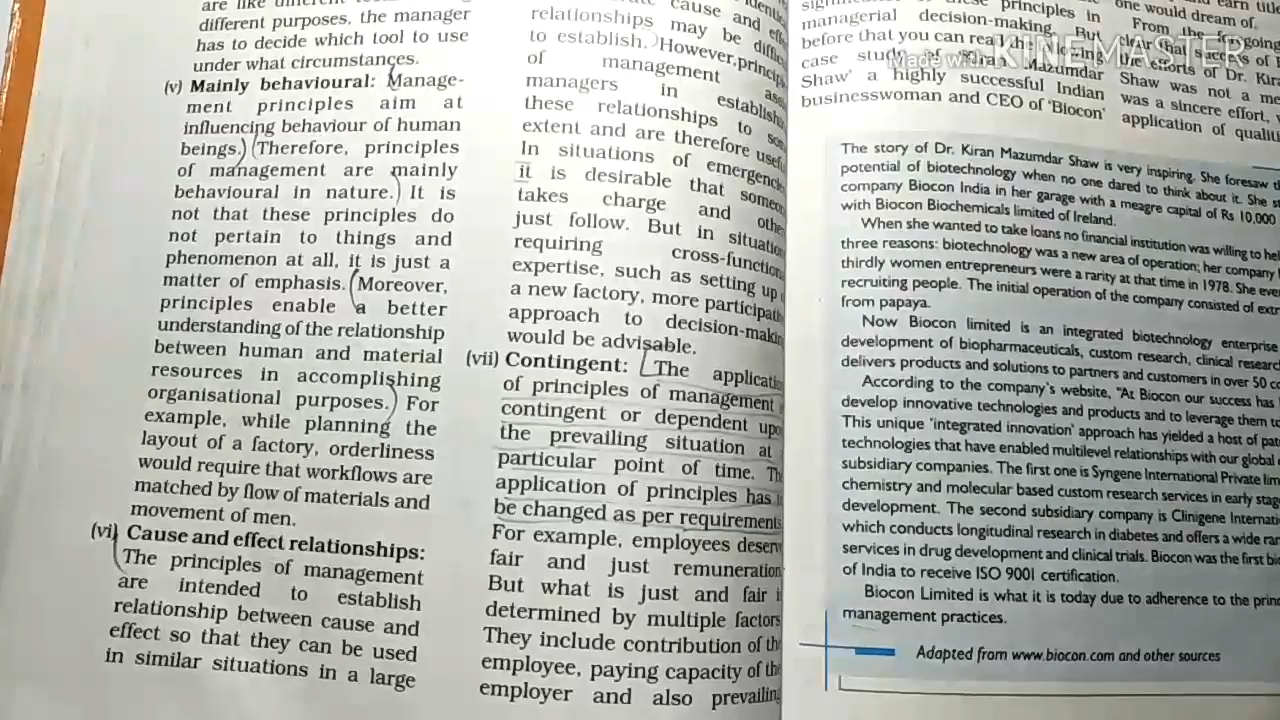 are like different
different purposes, the manager
has to decide which tool to use
under what circumstances.
(v) Mainly behavioural: Manage-
ment principles aim at
influencing behaviour of human
beings. Therefore, principles
of management are mainly
behavioural in nature. It is
not that these principles do
not pertain to things and
phenomenon at all, it is just a
matter of emphasis. Moreover,
principles enable a better
understanding of the relationship
between human and material
resources in accomplishing
organisational purposes. For
example, while planning the
layout of a factory, orderliness
would require that workflows are
matched by flow of materials and
movement of men.
(vi) Cause and effect relationships:
The principles of management
are intended to establish
relationship between cause and
effect so that they can be used
in similar situations in a large
cause and
relationships may be
to establish. However,
of management
managers in
these relationships to
extent and are therefore
In situations of
it is desirable that
takes charge and
just follow. But in
requiring
expertise, such as setting up
a new factory, more
approach to
would be advisable.
(vii) Contingent: The
of principles of management
contingent or dependent
the prevailing situation at
particular point of time.
application of principles has
be changed as per requirements
For example, employees
fair and just remuneration
But what is just and fair
determined by multiple factors
They include contribution of the
employee, paying capacity of the
employer and also
these principles in
managerial decision-making. But
before that you can read the
case study of Mazumdar
Shaw' a highly successful Indian
businesswoman and CEO of 'Biocon'
earn
one would dream of.
From the foregoing
clear that success of
the efforts of Dr.
Shaw was not a
was a sincere effort,
application of
Made with KINEMASTER
The story of Dr. Kiran Mazumdar Shaw is very inspiring. She foresaw
potential of biotechnology when no one dared to think about it. She
company Biocon India in her garage with a meagre capital of Rs 10,000
with Biocon Biochemicals limited of Ireland.
When she wanted to take loans no financial institution was willing to
three reasons: biotechnology was a new area of operation; her company
thirdly women entrepreneurs were a rarity at that time in 1978. She
recruiting people. The initial operation of the company consisted of
from papaya.
Now Biocon limited is an integrated biotechnology enterprise
development of biopharmaceuticals, custom research, clinical
delivers products and solutions to partners and customers in over 50
According to the company's website, "At Biocon our success has
develop innovative technologies and products and to leverage them
This unique 'integrated innovation' approach has yielded a host of
technologies that have enabled multilevel relationships with our global
subsidiary companies. The first one is Syngene International Private
chemistry and molecular based custom research services in early
development. The second subsidiary company is Clinigene
which conducts longitudinal research in diabetes and offers a wide
services in drug development and clinical trials. Biocon was the first
of India to receive ISO 9001 certification.
Biocon Limited is what it is today due to adherence to the
management practices.
Adapted from www.biocon.com and other sources